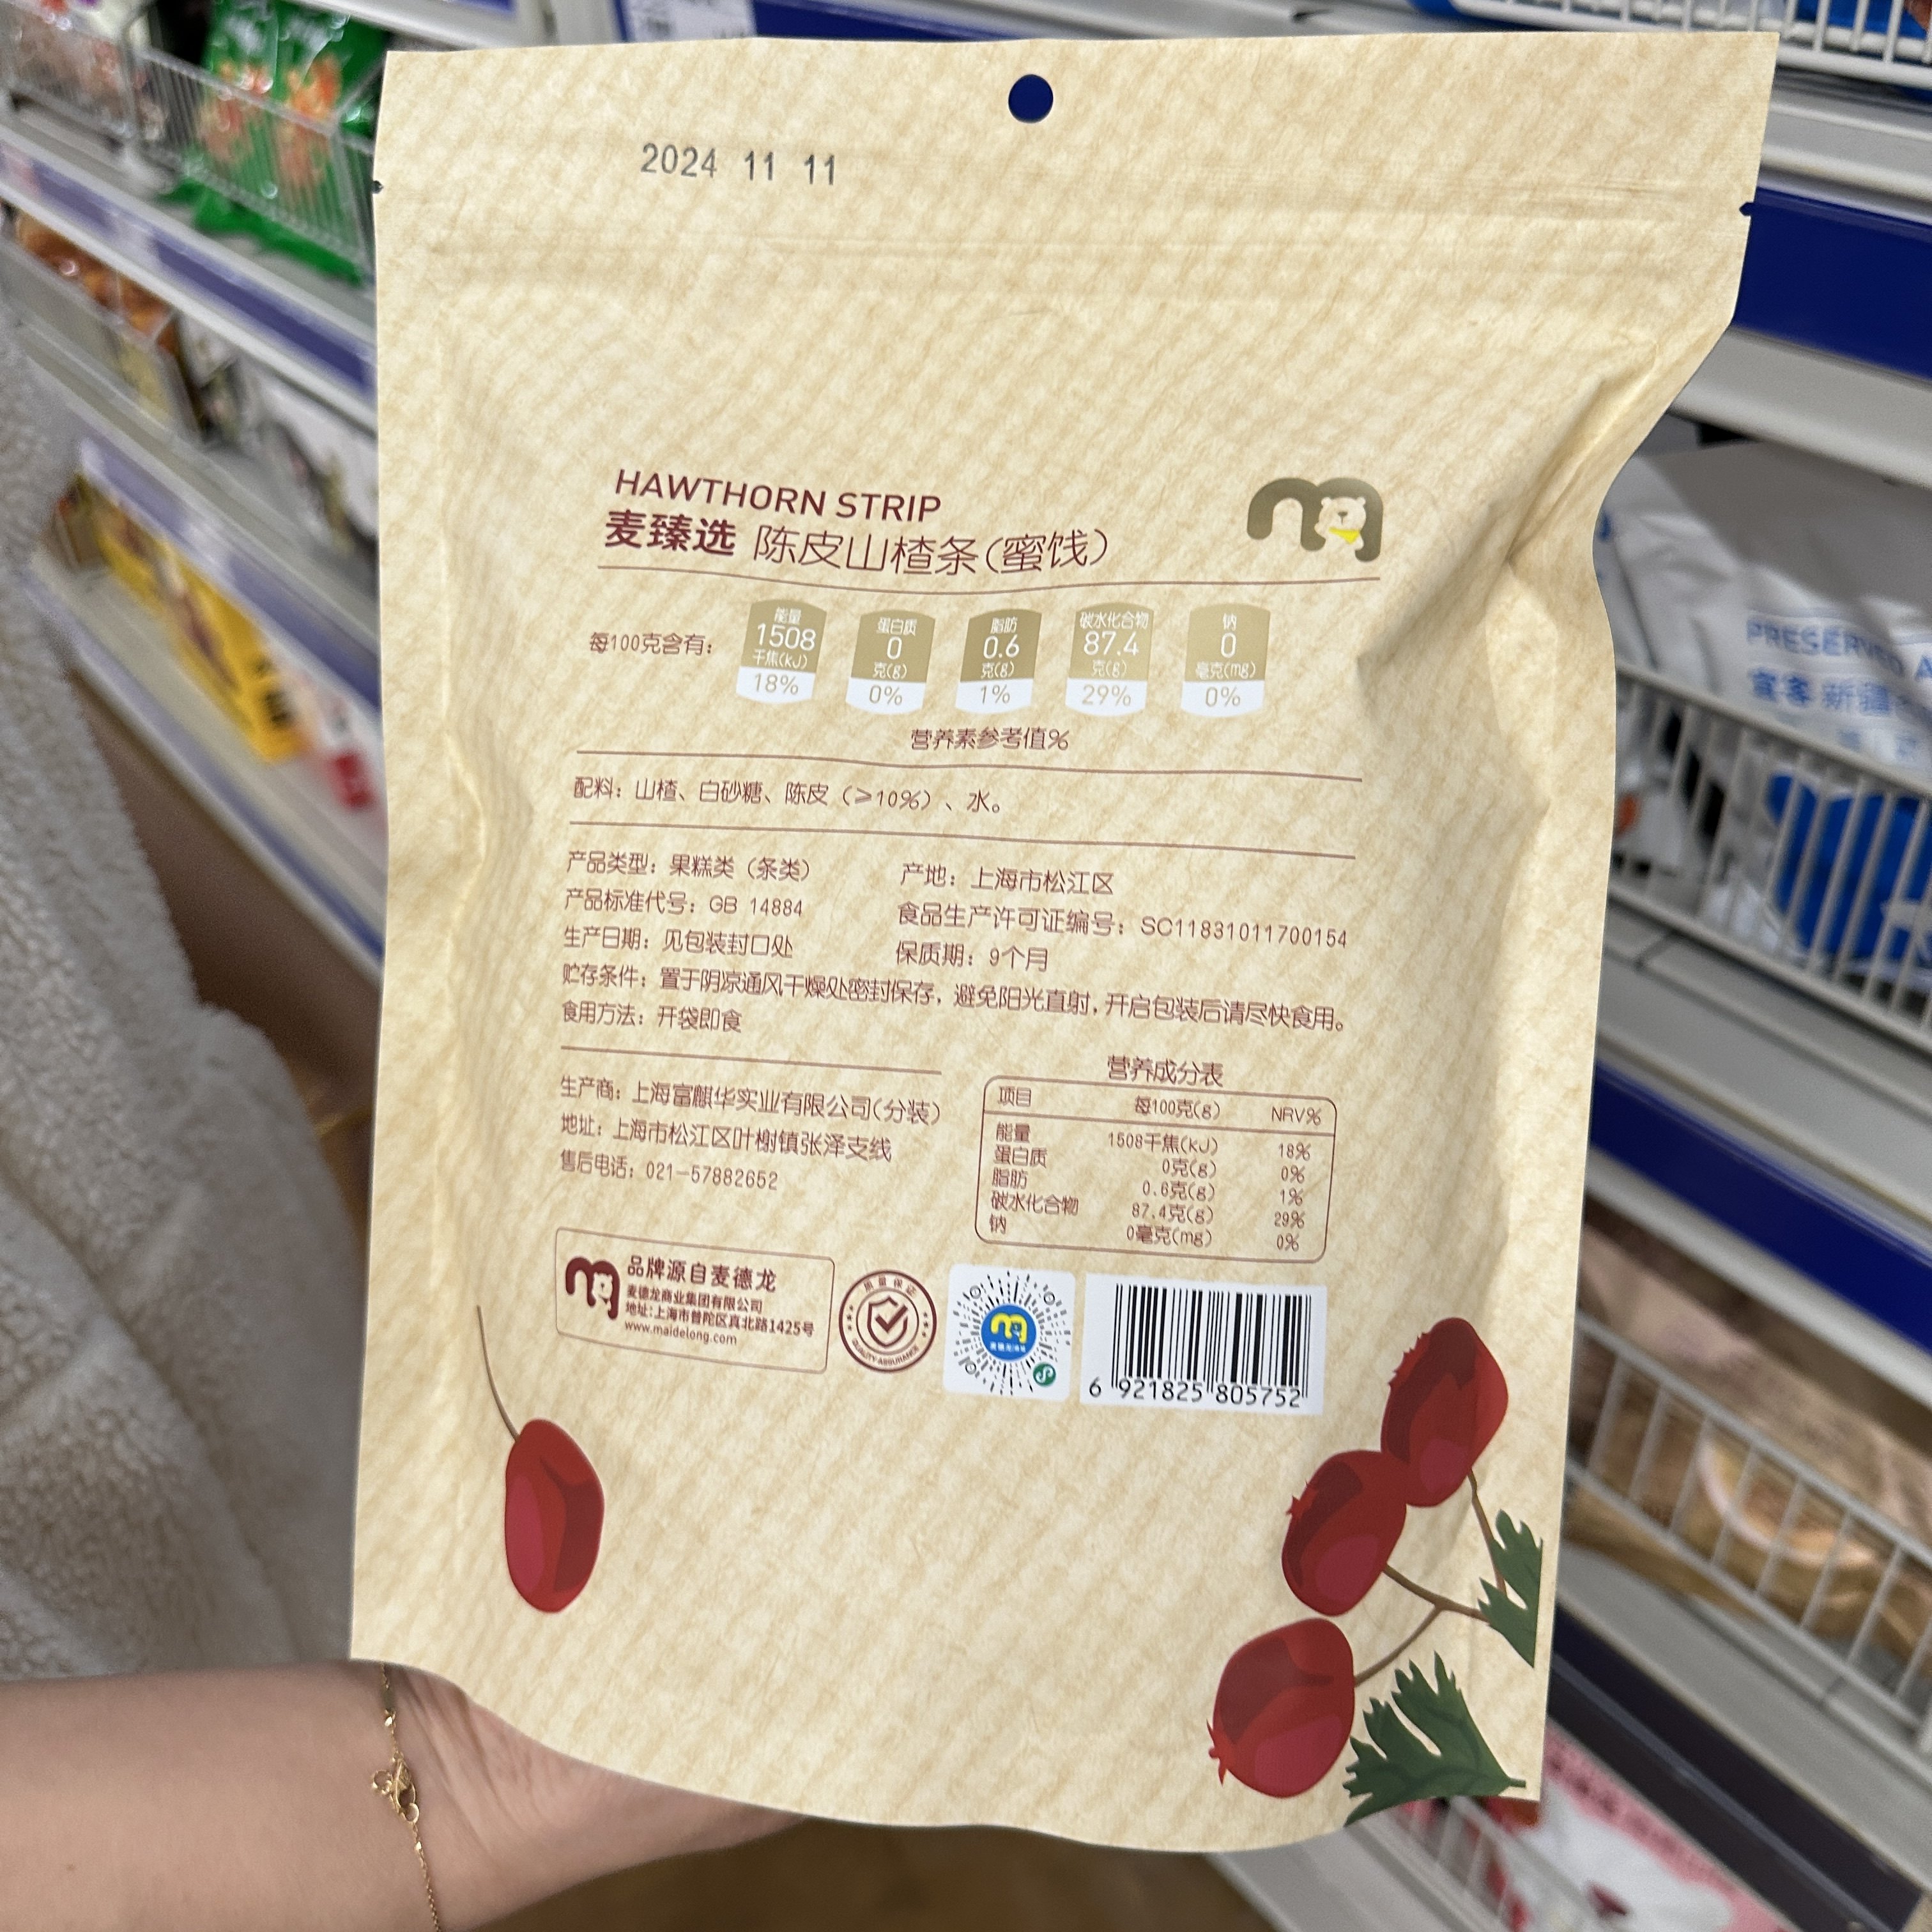 2024 11 11
HAWTHORN STRIP
麦臻选 陈皮山楂条(蜜饯)
每100克含有:
能量 1508 千焦(kJ) 18%
蛋白质 0 克(g) 0%
脂肪 0.6 克(g) 1%
碳水化合物 87.4 克(g) 29%
钠 0 毫克(mg) 0%
营养素参考值%
配料：山楂、白砂糖、陈皮（≥10%）、水。
产品类型：果糕类（条类）
产地：上海市松江区
产品标准代号：GB 14884
食品生产许可证编号：SC11831011700154
生产日期：见包装封口处
保质期：9个月
贮存条件：置于阴凉通风干燥处密封保存，避免阳光直射，开启包装后请尽快食用。
食用方法：开袋即食
生产商：上海富麒华实业有限公司(分装)
地址：上海市松江区叶榭镇张泽支线
售后电话：021-57882652
营养成分表
项目 每100克(g) NRV%
能量 1508千焦(kJ) 18%
蛋白质 0克(g) 0%
脂肪 0.6克(g) 1%
碳水化合物 87.4克(g) 29%
钠 0毫克(mg) 0%
品牌源自麦德龙
麦德龙商业集团有限公司
地址:上海市普陀区真北路1425号
www.maidelong.com
质量保证
QUALITY·ASSURANCE
6 921825 805752
PRESERVED A
宜客 新疆